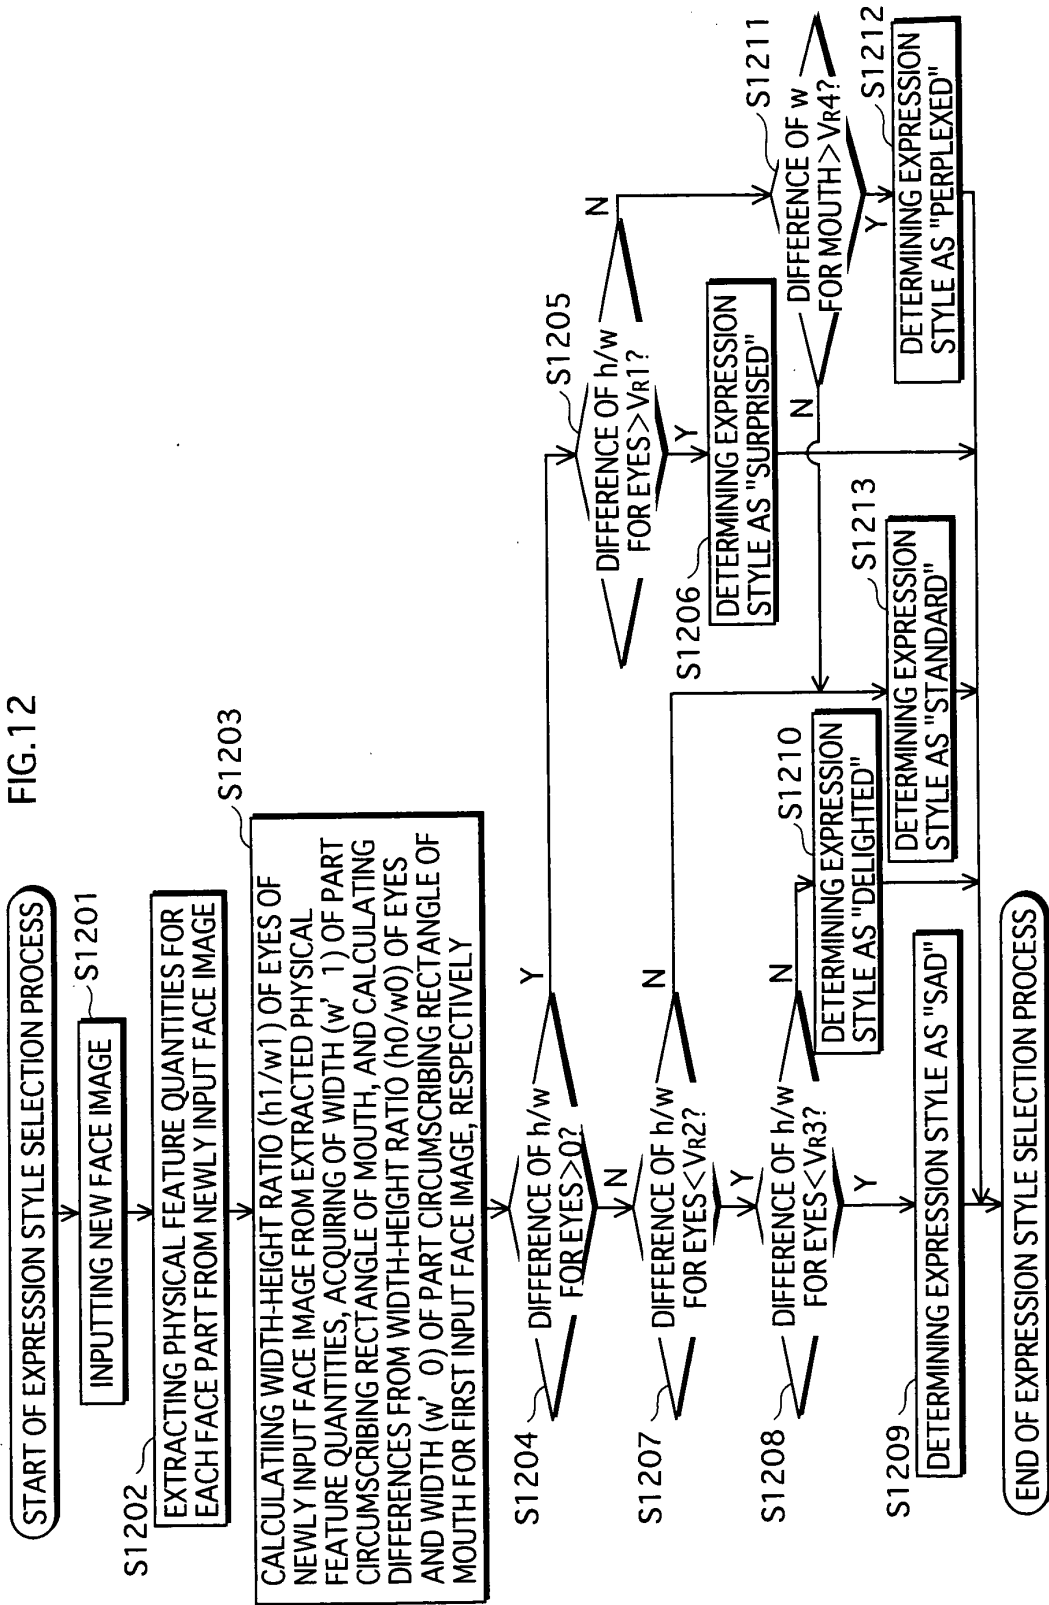 FIG.12
START OF EXPRESSION STYLE SELECTION PROCESS
S1201
INPUTTING NEW FACE IMAGE
S1202
EXTRACTING PHYSICAL FEATURE QUANTITIES FOR
EACH FACE PART FROM NEWLY INPUT FACE IMAGE
S1203
CALCULATIING WIDTH-HEIGHT RATIO (h1/w1) OF EYES OF
NEWLY INPUT FACE IMAGE FROM EXTRACTED PHYSICAL
FEATURE QUANTITIES, ACQUIRING OF WIDTH (w' 1) OF PART
CIRCUMSCRIBING RECTANGLE OF MOUTH, AND CALCULATING
DIFFERENCES FROM WIDTH-HEIGHT RATIO (h0/w0) OF EYES
AND WIDTH (w' 0) OF PART CIRCUMSCRIBING RECTANGLE OF
MOUTH FOR FIRST INPUT FACE IMAGE, RESPECTIVELY
S1204
DIFFERENCE OF h/w
FOR EYES>0?
Y
N
S1205
DIFFERENCE OF h/w
FOR EYES>VR1?
N
Y
S1206
DETERMINING EXPRESSION
STYLE AS "SURPRISED"
S1207
DIFFERENCE OF h/w
FOR EYES<VR2?
N
Y
S1208
DIFFERENCE OF h/w
FOR EYES<VR3?
N
Y
S1209
DETERMINING EXPRESSION STYLE AS "SAD"
S1210
DETERMINING EXPRESSION
STYLE AS "DELIGHTED"
S1211
DIFFERENCE OF w
FOR MOUTH>VR4?
N
Y
S1212
DETERMINING EXPRESSION
STYLE AS "PERPLEXED"
S1213
DETERMINING EXPRESSION
STYLE AS "STANDARD"
END OF EXPRESSION STYLE SELECTION PROCESS